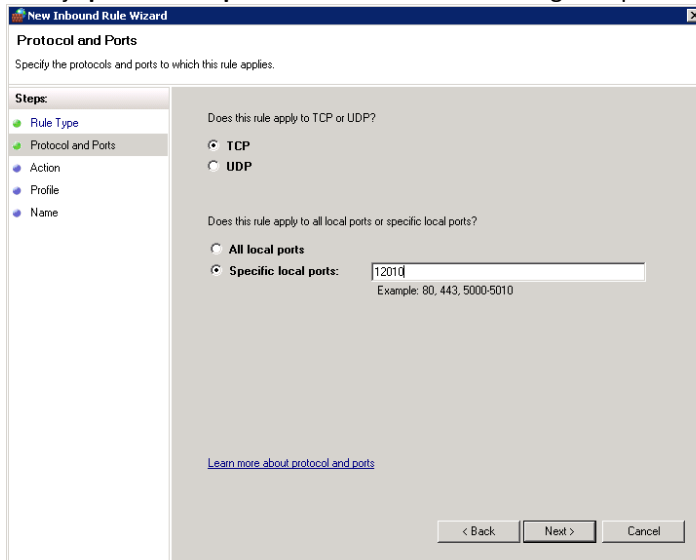 New Inbound Rule Wizard
Protocol and Ports
Specify the protocols and ports to which this rule applies.
Steps:
Rule Type
Protocol and Ports
Action
Profile
Name
Does this rule apply to TCP or UDP?
TCP
UDP
Does this rule apply to all local ports or specific local ports?
All local ports
Specific local ports:
12010
Example: 80, 443, 5000-5010
Learn more about protocol and ports
< Back
Next >
Cancel